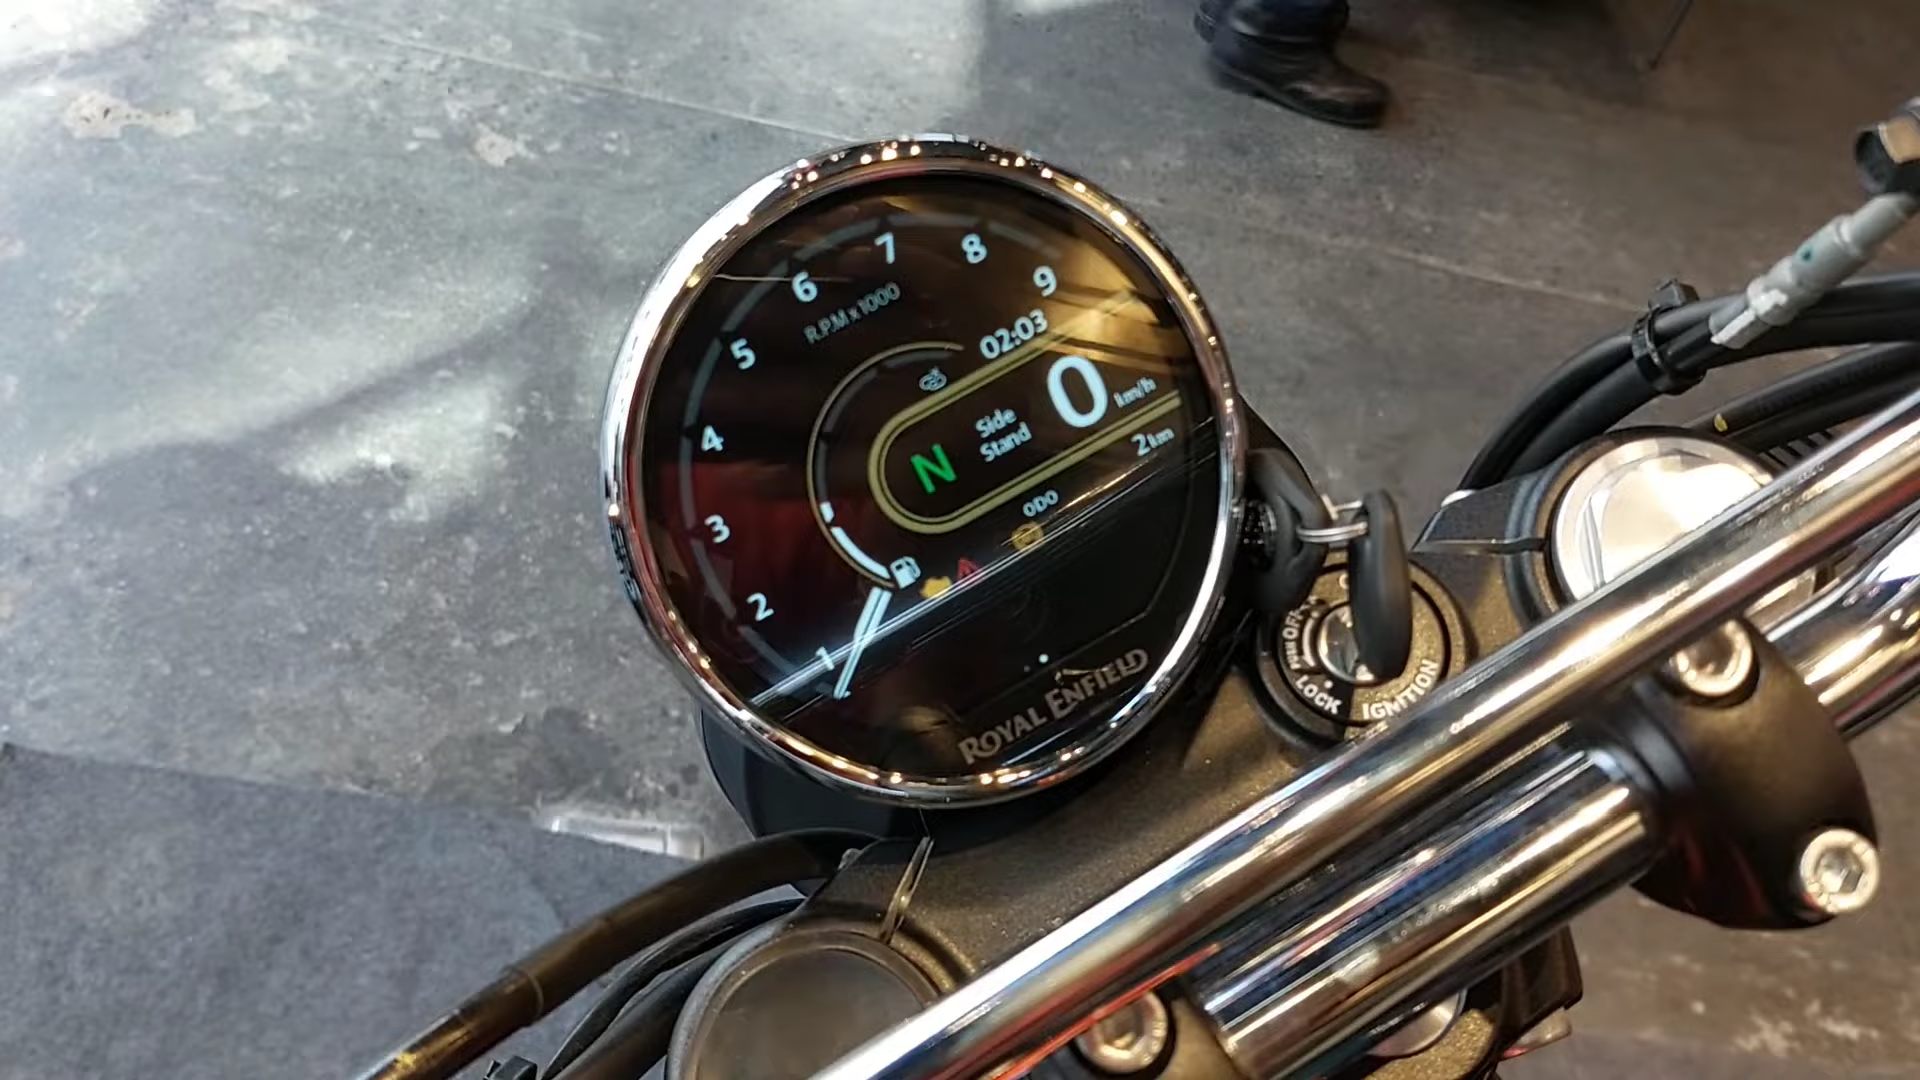 7
8
6
9
R.P.M x 1000
5
02:03
0 km/h
4
Side
Stand
N
2 km
3
ODO
2
1
ROYAL ENFIELD
LOCK
IGNITION